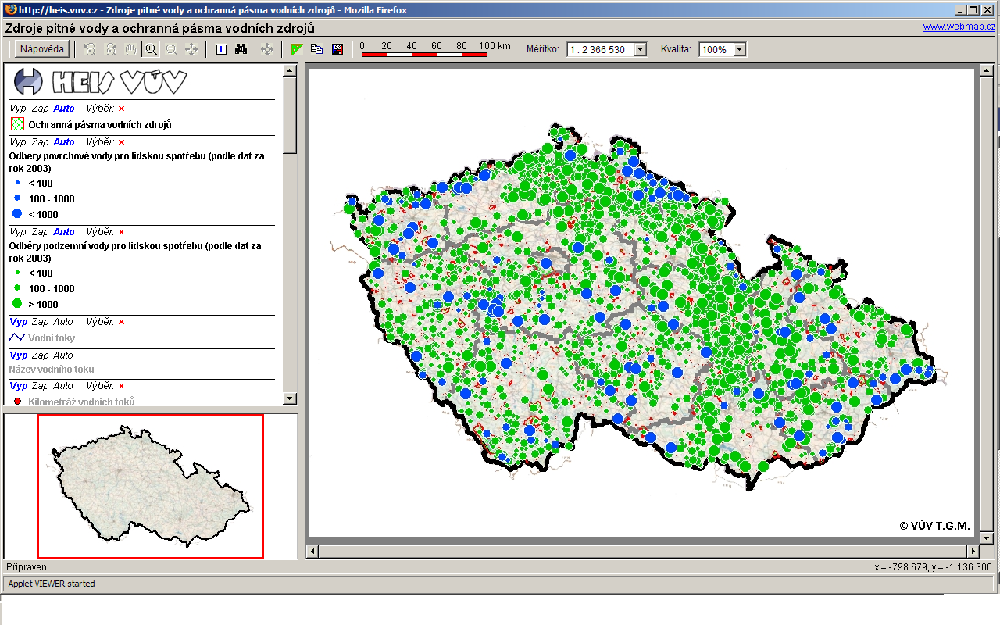 http://heis.vuv.cz - Zdroje pitné vody a ochranná pásma vodních zdrojů - Mozilla Firefox
Zdroje pitné vody a ochranná pásma vodních zdrojů
www.webmap.cz
Nápověda
0 20 40 60 80 100 km
Měřítko: 1 : 2 366 530
Kvalita: 100%
HEIS VÚV
Vyp Zap Auto Výběr: ×
Ochranná pásma vodních zdrojů
Vyp Zap Auto Výběr: ×
Odběry povrchové vody pro lidskou spotřebu (podle dat za
rok 2003)
< 100
100 - 1000
< 1000
Vyp Zap Auto Výběr: ×
Odběry podzemní vody pro lidskou spotřebu (podle dat za
rok 2003)
< 100
100 - 1000
> 1000
Vyp Zap Auto Výběr: ×
Vodní toky
Vyp Zap Auto
Název vodního toku
Vyp Zap Auto Výběr: ×
Kilometráž vodních toků
© VÚV T.G.M.
Připraven
x = -798 679, y = -1 136 300
Applet VIEWER started